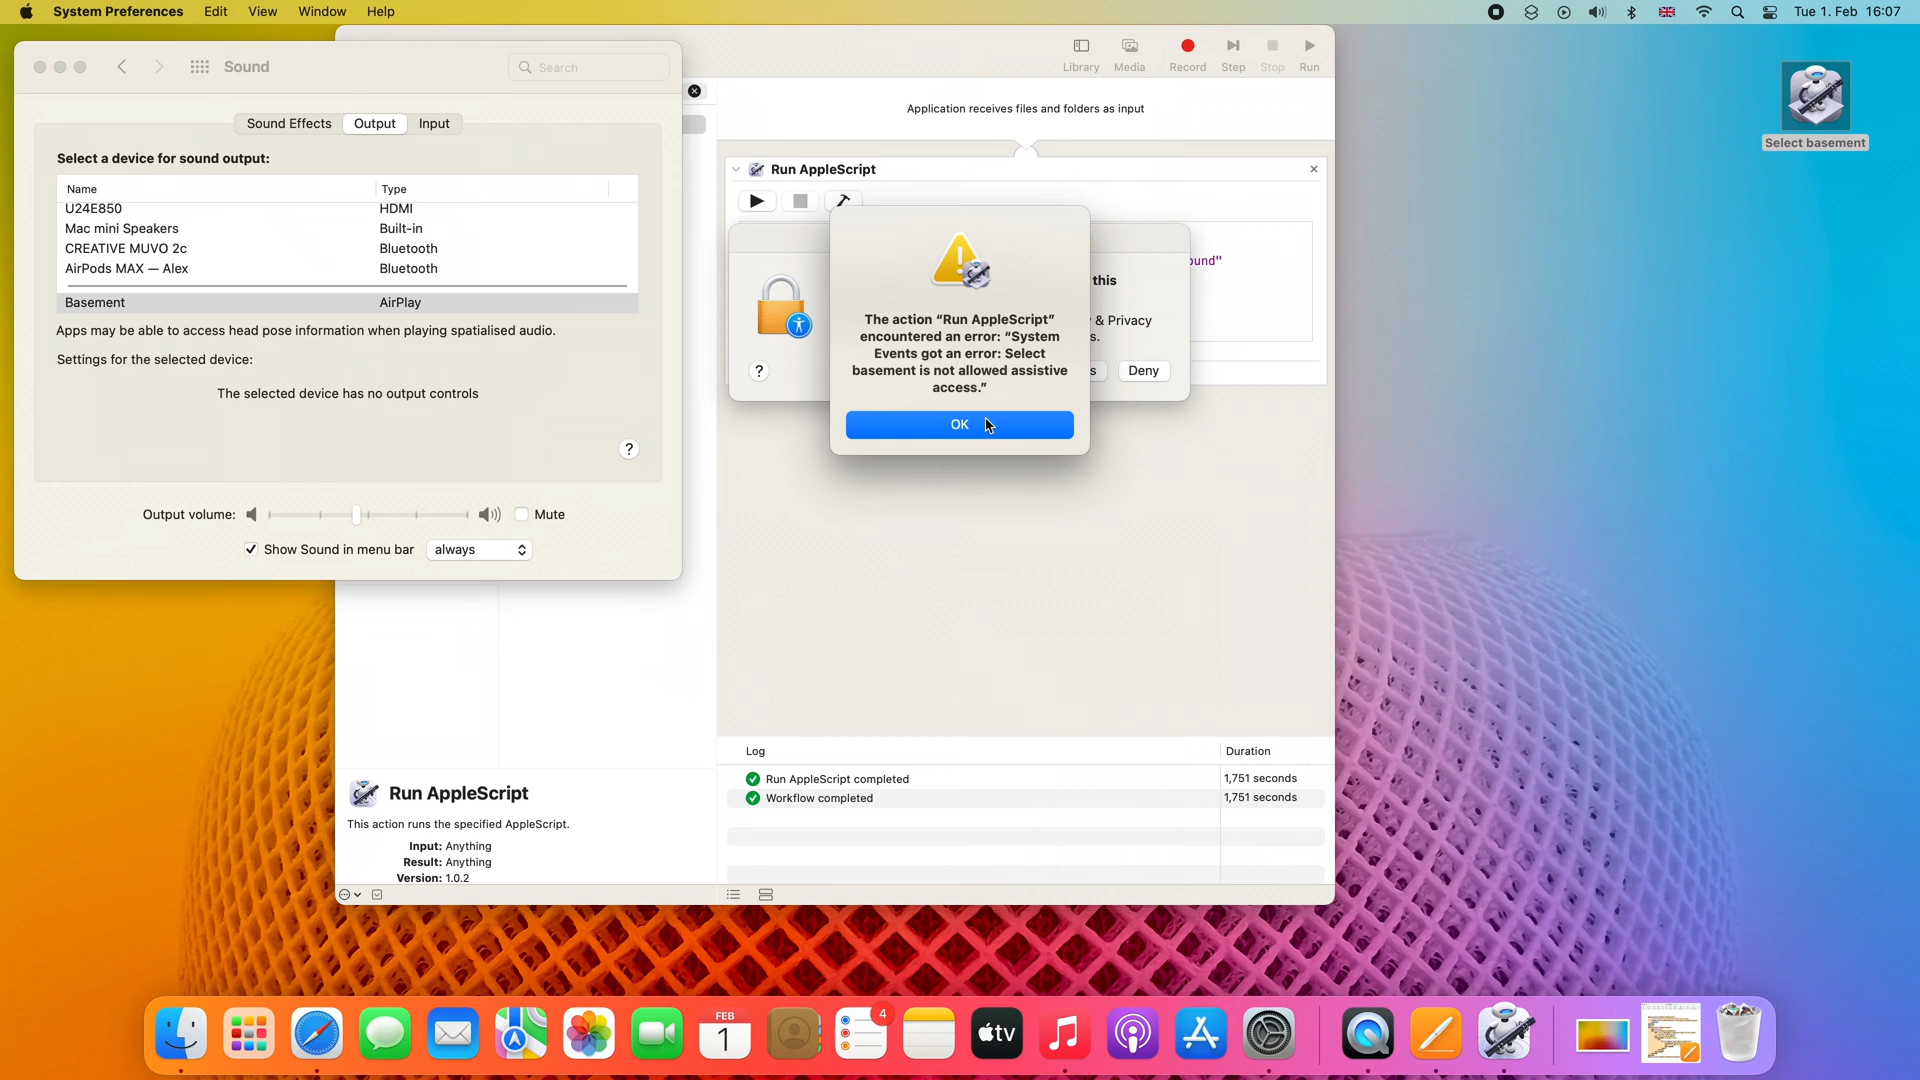 System Preferences Edit View Window Help
Tue 1. Feb 16:07
Sound
Search
Sound Effects Output Input
Select a device for sound output:
Name Type
U24E850 HDMI
Mac mini Speakers Built-in
CREATIVE MUVO 2c Bluetooth
AirPods MAX — Alex Bluetooth
Basement AirPlay
Apps may be able to access head pose information when playing spatialised audio.
Settings for the selected device:
The selected device has no output controls
?
Output volume: Mute
Show Sound in menu bar always
Library Media Record Step Stop Run
Application receives files and folders as input
Run AppleScript
ound"
this
& Privacy
s.
?
s Deny
The action “Run AppleScript”
encountered an error: “System
Events got an error: Select
basement is not allowed assistive
access.”
OK
Log Duration
Run AppleScript completed 1,751 seconds
Workflow completed 1,751 seconds
Run AppleScript
This action runs the specified AppleScript.
Input: Anything
Result: Anything
Version: 1.0.2
Select basement
FEB
1
4
tv